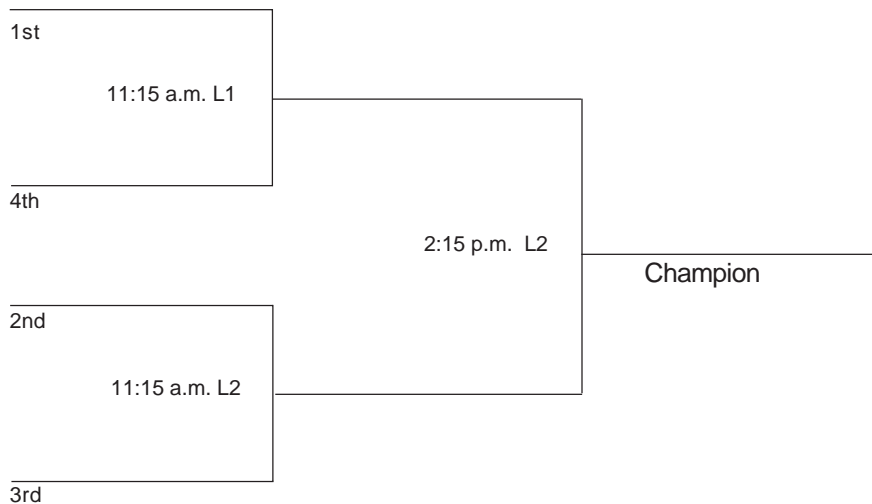 1st
11:15 a.m. L1
4th
2:15 p.m.  L2
Champion
2nd
11:15 a.m. L2
3rd